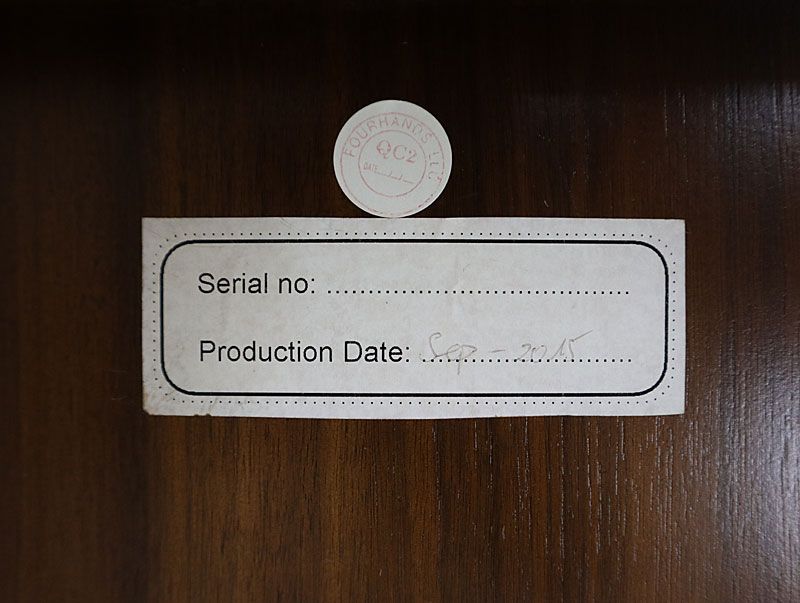 FOURHANDS LLC
QC2
DATE..../..../....
Serial no: .....................................
Production Date: Sep - 2015